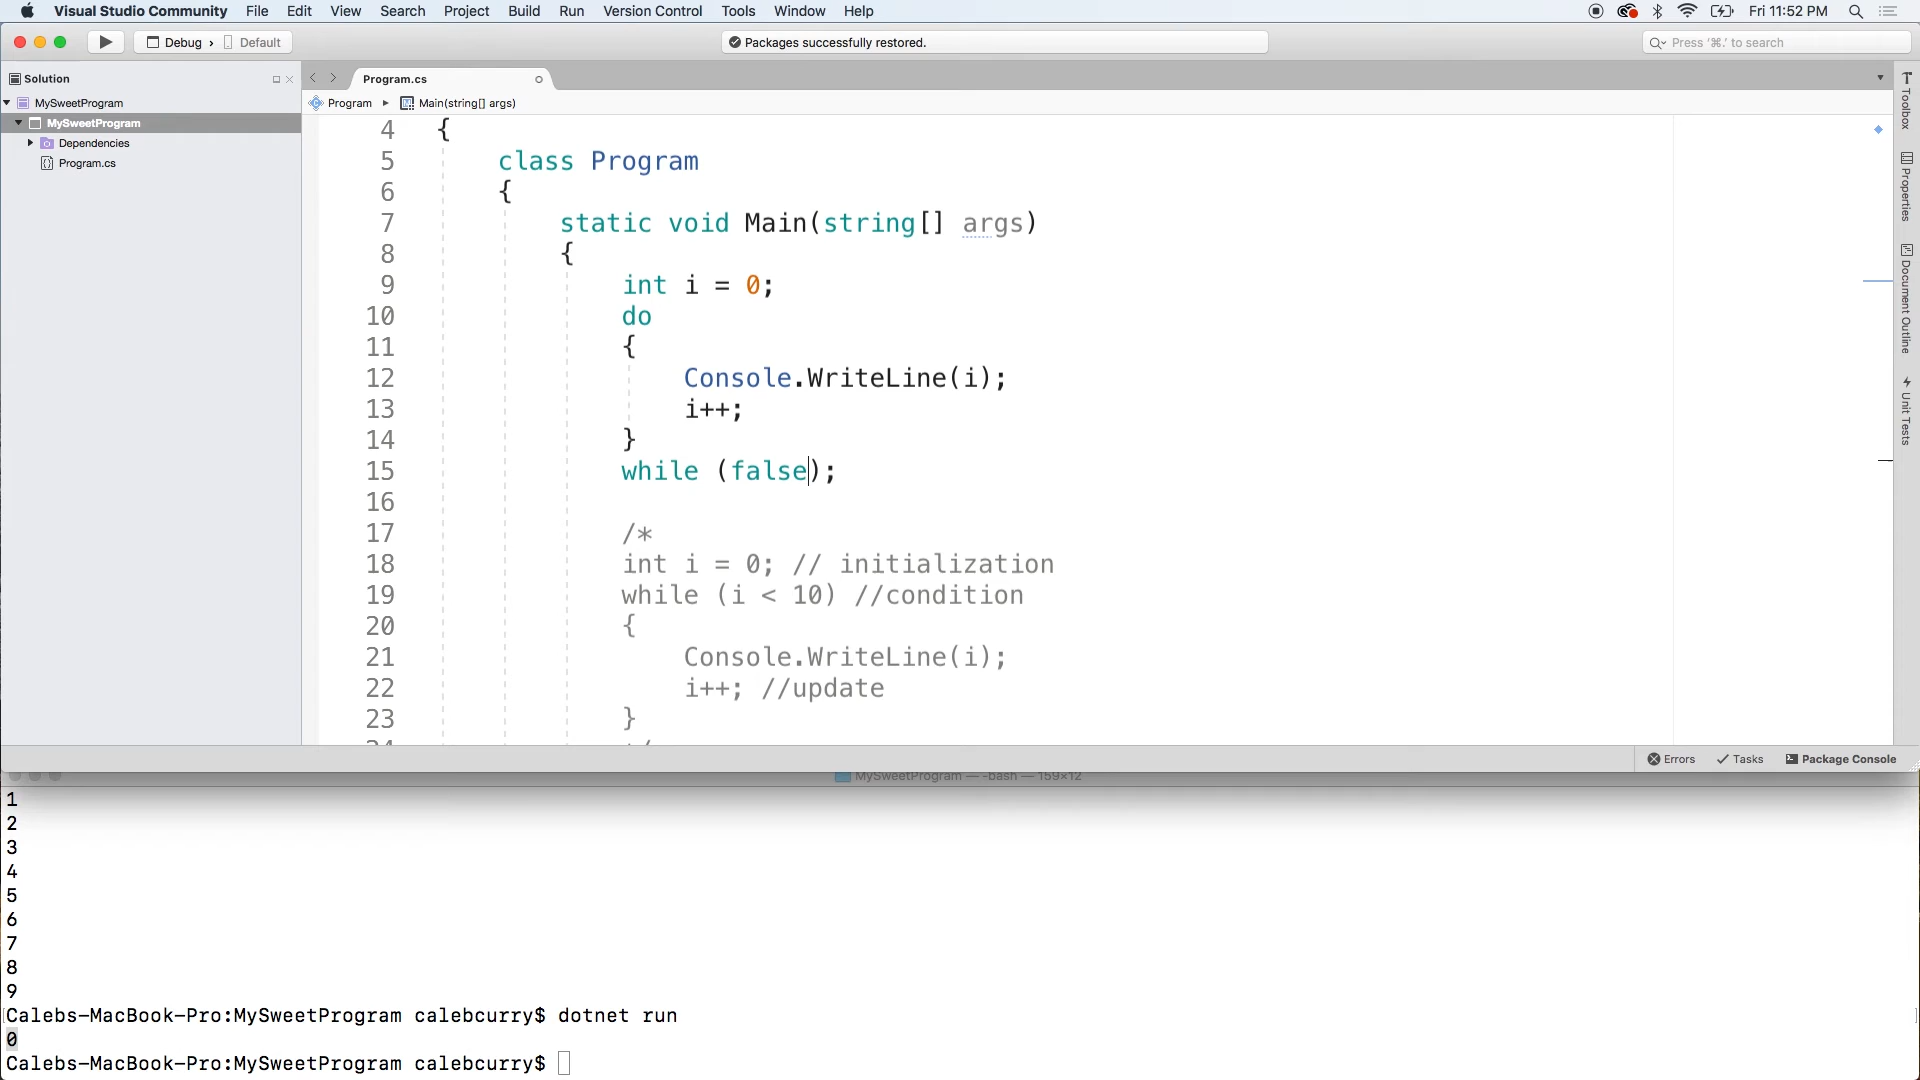 Visual Studio Community File Edit View Search Project Build Run Version Control Tools Window Help Fri 11:52 PM
Debug › Default
Packages successfully restored.
Press '⌘.' to search
Solution
Program.cs
MySweetProgram
Program Main(string[] args)
MySweetProgram
Dependencies
Program.cs
4 {
5 class Program
6 {
7 static void Main(string[] args)
8 {
9 int i = 0;
10 do
11 {
12 Console.WriteLine(i);
13 i++;
14 }
15 while (false);
16
17 /*
18 int i = 0; // initialization
19 while (i < 10) //condition
20 {
21 Console.WriteLine(i);
22 i++; //update
23 }
Toolbox
Properties
Document Outline
Unit Tests
Errors Tasks Package Console
MySweetProgram — -bash — 159×12
1
2
3
4
5
6
7
8
9
Calebs-MacBook-Pro:MySweetProgram calebcurry$ dotnet run
0
Calebs-MacBook-Pro:MySweetProgram calebcurry$